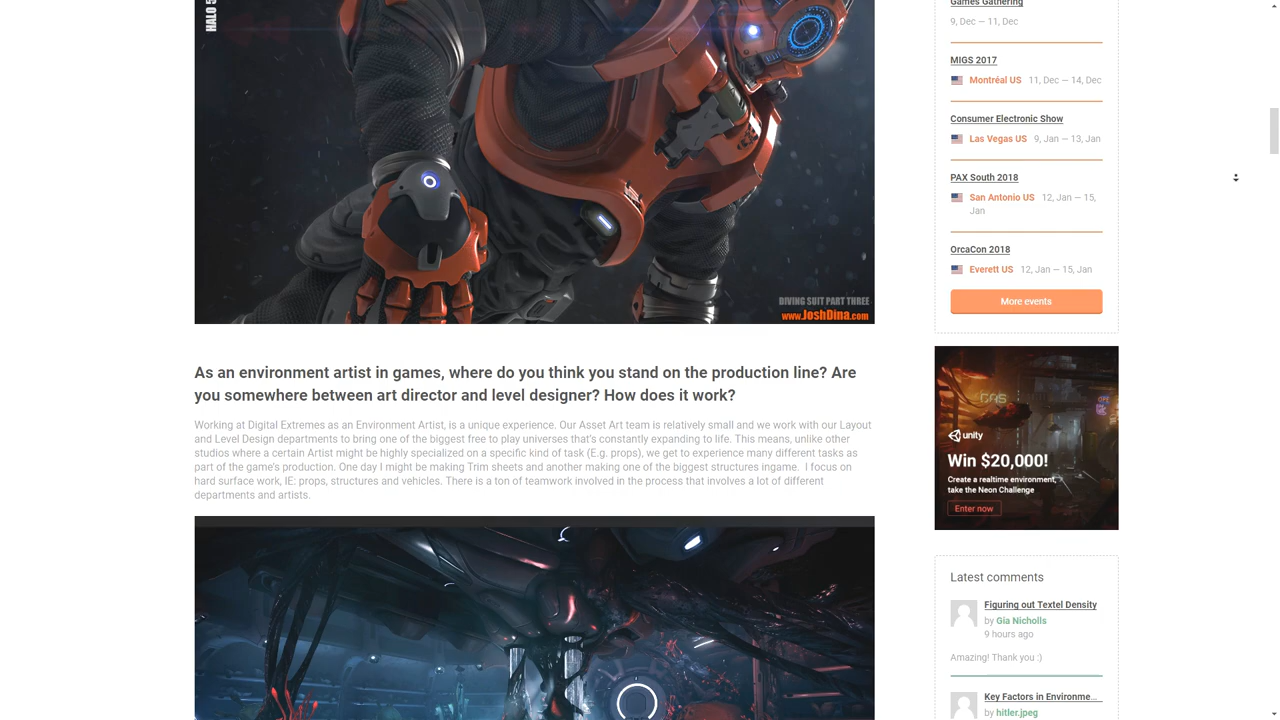 HALO 5
DIVING SUIT PART THREE
www.JoshDina.com
As an environment artist in games, where do you think you stand on the production line? Are
you somewhere between art director and level designer? How does it work?
Working at Digital Extremes as an Environment Artist, is a unique experience. Our Asset Art team is relatively small and we work with our Layout
and Level Design departments to bring one of the biggest free to play universes that's constantly expanding to life. This means, unlike other
studios where a certain Artist might be highly specialized on a specific kind of task (E.g. props), we get to experience many different tasks as
part of the game's production. One day I might be making Trim sheets and another making one of the biggest structures ingame.  I focus on
hard surface work, IE: props, structures and vehicles. There is a ton of teamwork involved in the process that involves a lot of different
departments and artists.
Games Gathering
9, Dec — 11, Dec
MIGS 2017
Montréal US 11, Dec — 14, Dec
Consumer Electronic Show
Las Vegas US 9, Jan — 13, Jan
PAX South 2018
San Antonio US 12, Jan — 15,
Jan
OrcaCon 2018
Everett US 12, Jan — 15, Jan
More events
GAS
unity
Win $20,000!
Create a realtime environment,
take the Neon Challenge
Enter now
Latest comments
Figuring out Textel Density
by Gia Nicholls
9 hours ago
Amazing! Thank you :)
Key Factors in Environme...
by hitler.jpeg